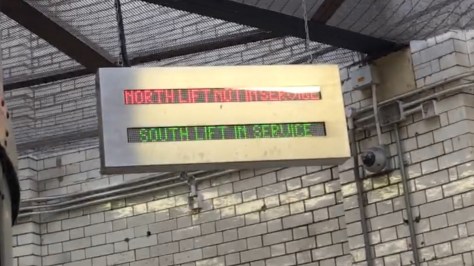 NORTH LIFT NOT IN SERVICE
SOUTH LIFT IN SERVICE